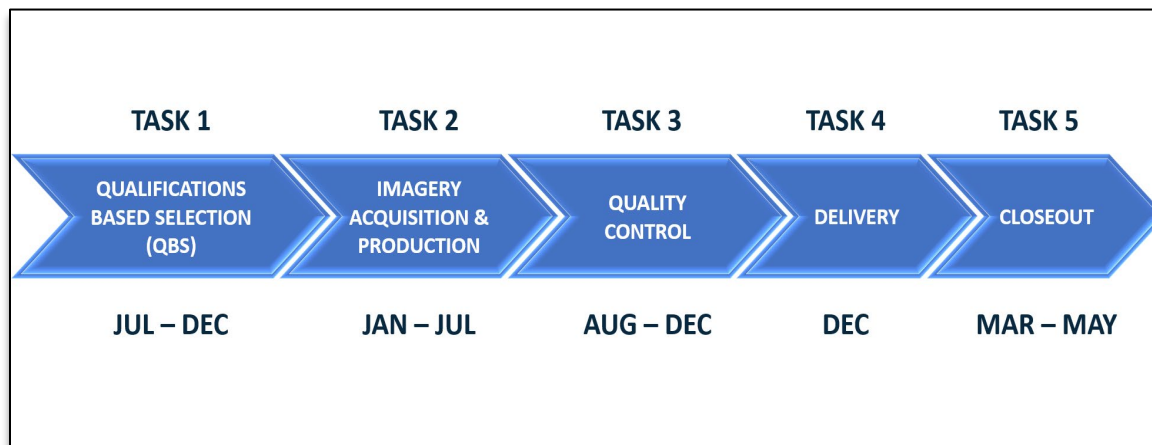 TASK 1
TASK 2
TASK 3
TASK 4
TASK 5
QUALIFICATIONS
BASED SELECTION
(QBS)
IMAGERY
ACQUISITION &
PRODUCTION
QUALITY
CONTROL
DELIVERY
CLOSEOUT
JUL – DEC
JAN – JUL
AUG – DEC
DEC
MAR – MAY